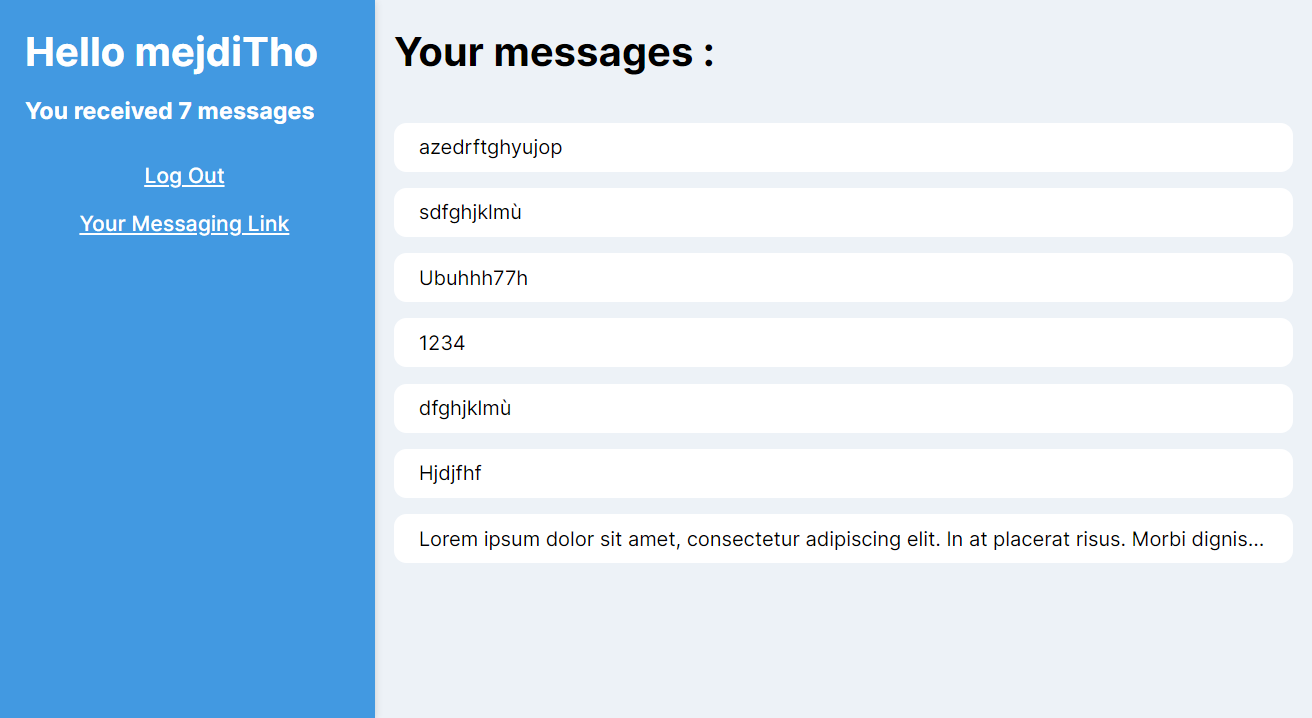 Hello mejdiTho
You received 7 messages
Log Out
Your Messaging Link
Your messages :
azedrftghyujop
sdfghjklmù
Ubuhhh77h
1234
dfghjklmù
Hjdjfhf
Lorem ipsum dolor sit amet, consectetur adipiscing elit. In at placerat risus. Morbi dignis...